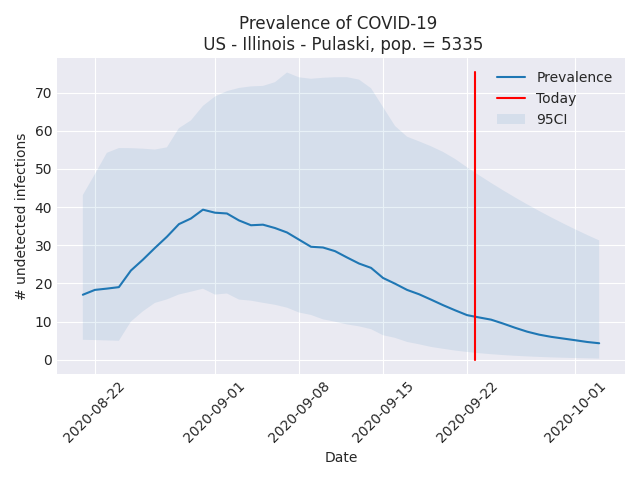 Prevalence of COVID-19
US - Illinois - Pulaski, pop. = 5335
Prevalence
Today
95CI
# undetected infections
70
60
50
40
30
20
10
0
2020-08-22
2020-09-01
2020-09-08
2020-09-15
2020-09-22
2020-10-01
Date